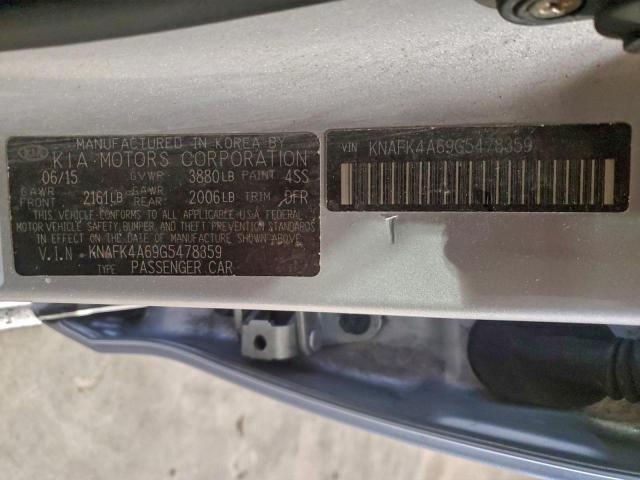 KIA
MANUFACTURED IN KOREA BY
KIA MOTORS CORPORATION
06/15 GVWR 3880LB PAINT 4SS
GAWR FRONT 2161LB GAWR REAR 2006LB TRIM DFR
THIS VEHICLE CONFORMS TO ALL APPLICABLE U.S.A. FEDERAL
MOTOR VEHICLE SAFETY, BUMPER, AND THEFT PREVENTION STANDARDS
IN EFFECT ON THE DATE OF MANUFACTURE SHOWN ABOVE.
V.I.N KNAFK4A69G5478359
TYPE PASSENGER CAR
VIN KNAFK4A69G5478359
T